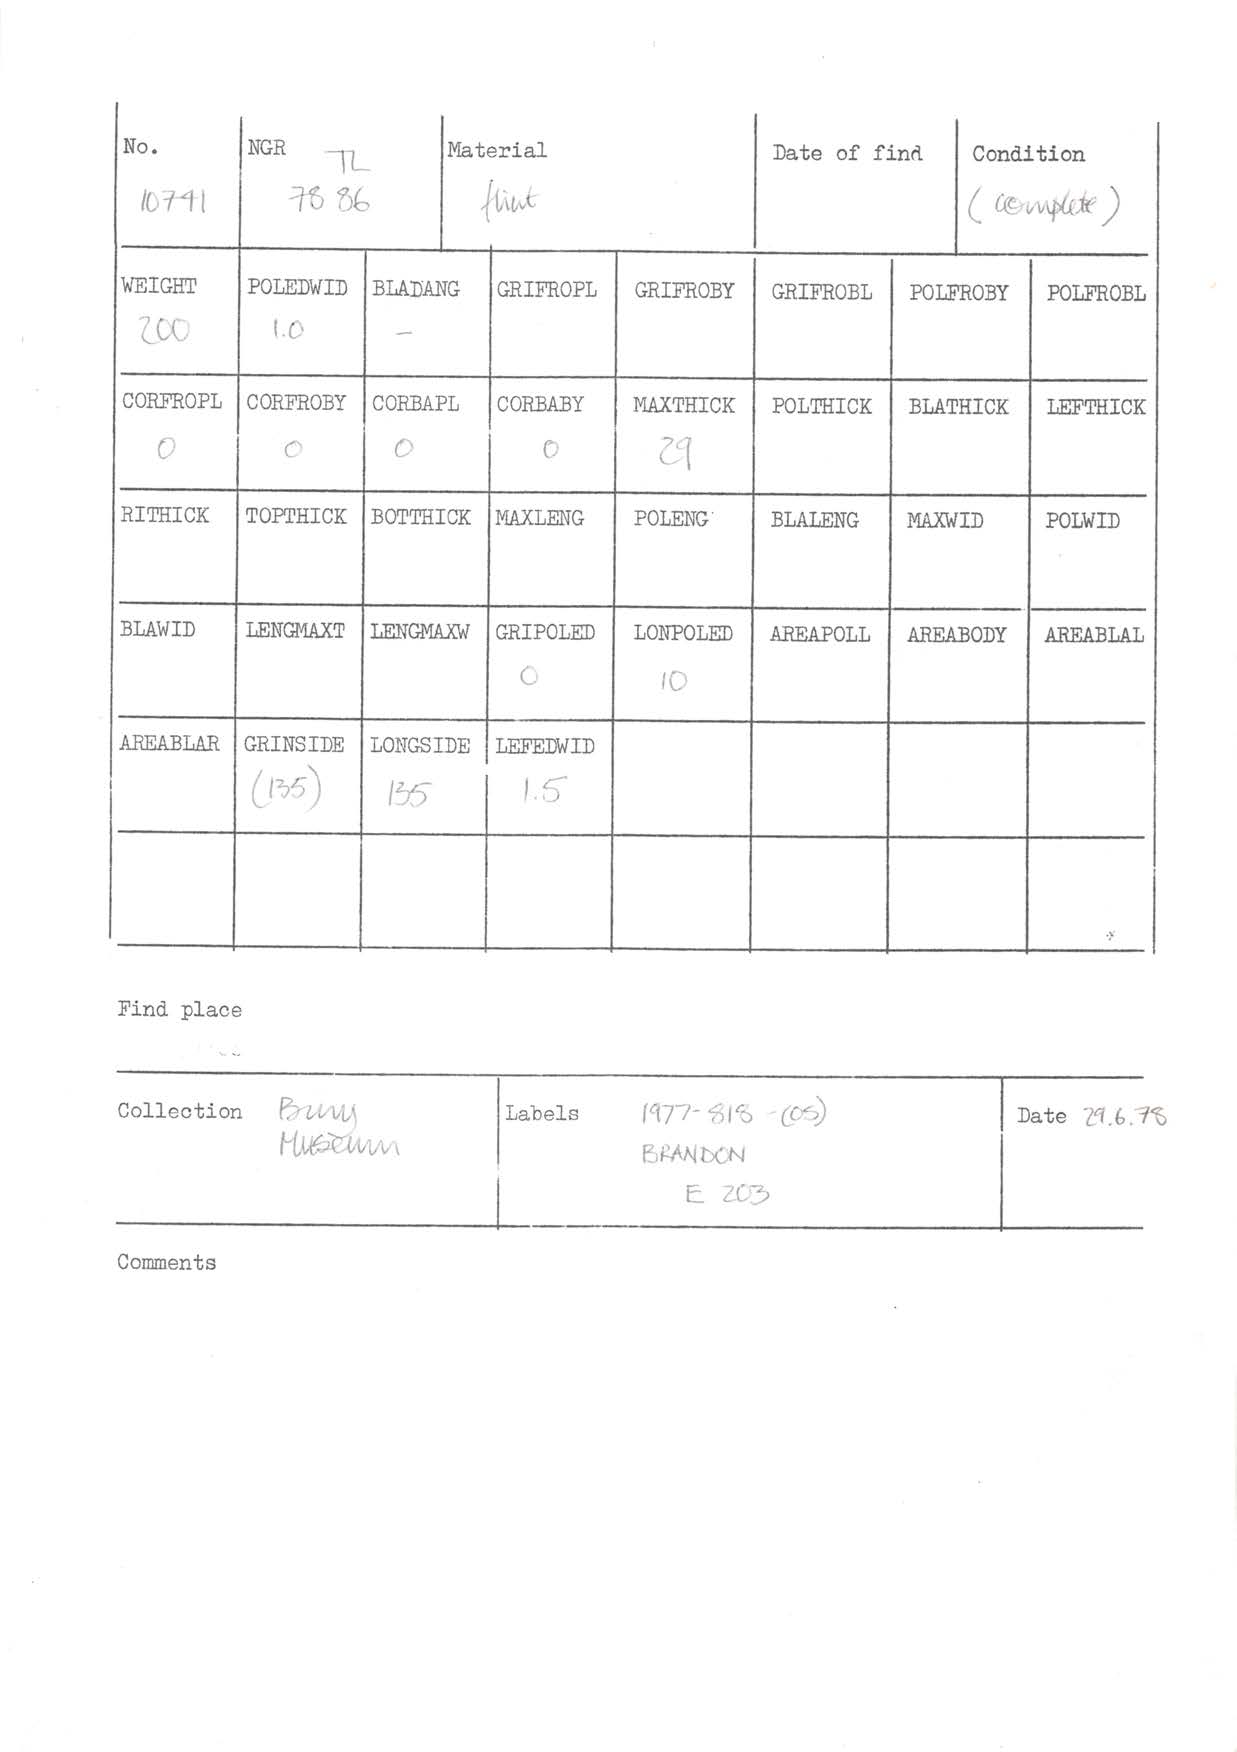 No. NGR TL Material Date of find Condition
10741 78 86 flint (complete)
WEIGHT POLEDWID BLADANG GRIFROPL GRIFROBY GRIFROBL POLFROBY POLFROBL
200 1.0 -
CORFROPL CORFROBY CORBAPL CORBABY MAXTHICK POLTHICK BLATHICK LEFTHICK
0 0 0 0 29
RITHICK TOPTHICK BOTTHICK MAXLENG POLENG BLALENG MAXWID POLWID
BLAWID LENGMAXT LENGMAXW GRIPOLED LONPOLED AREAPOLL AREABODY AREABLAL
0 10
AREABLAR GRINSIDE LONGSIDE LEFEDWID
(135) 135 1.5
Find place
Collection Bury Labels 1977-818-(05) Date 29.6.78
Museum BRANDON
E 203
Comments